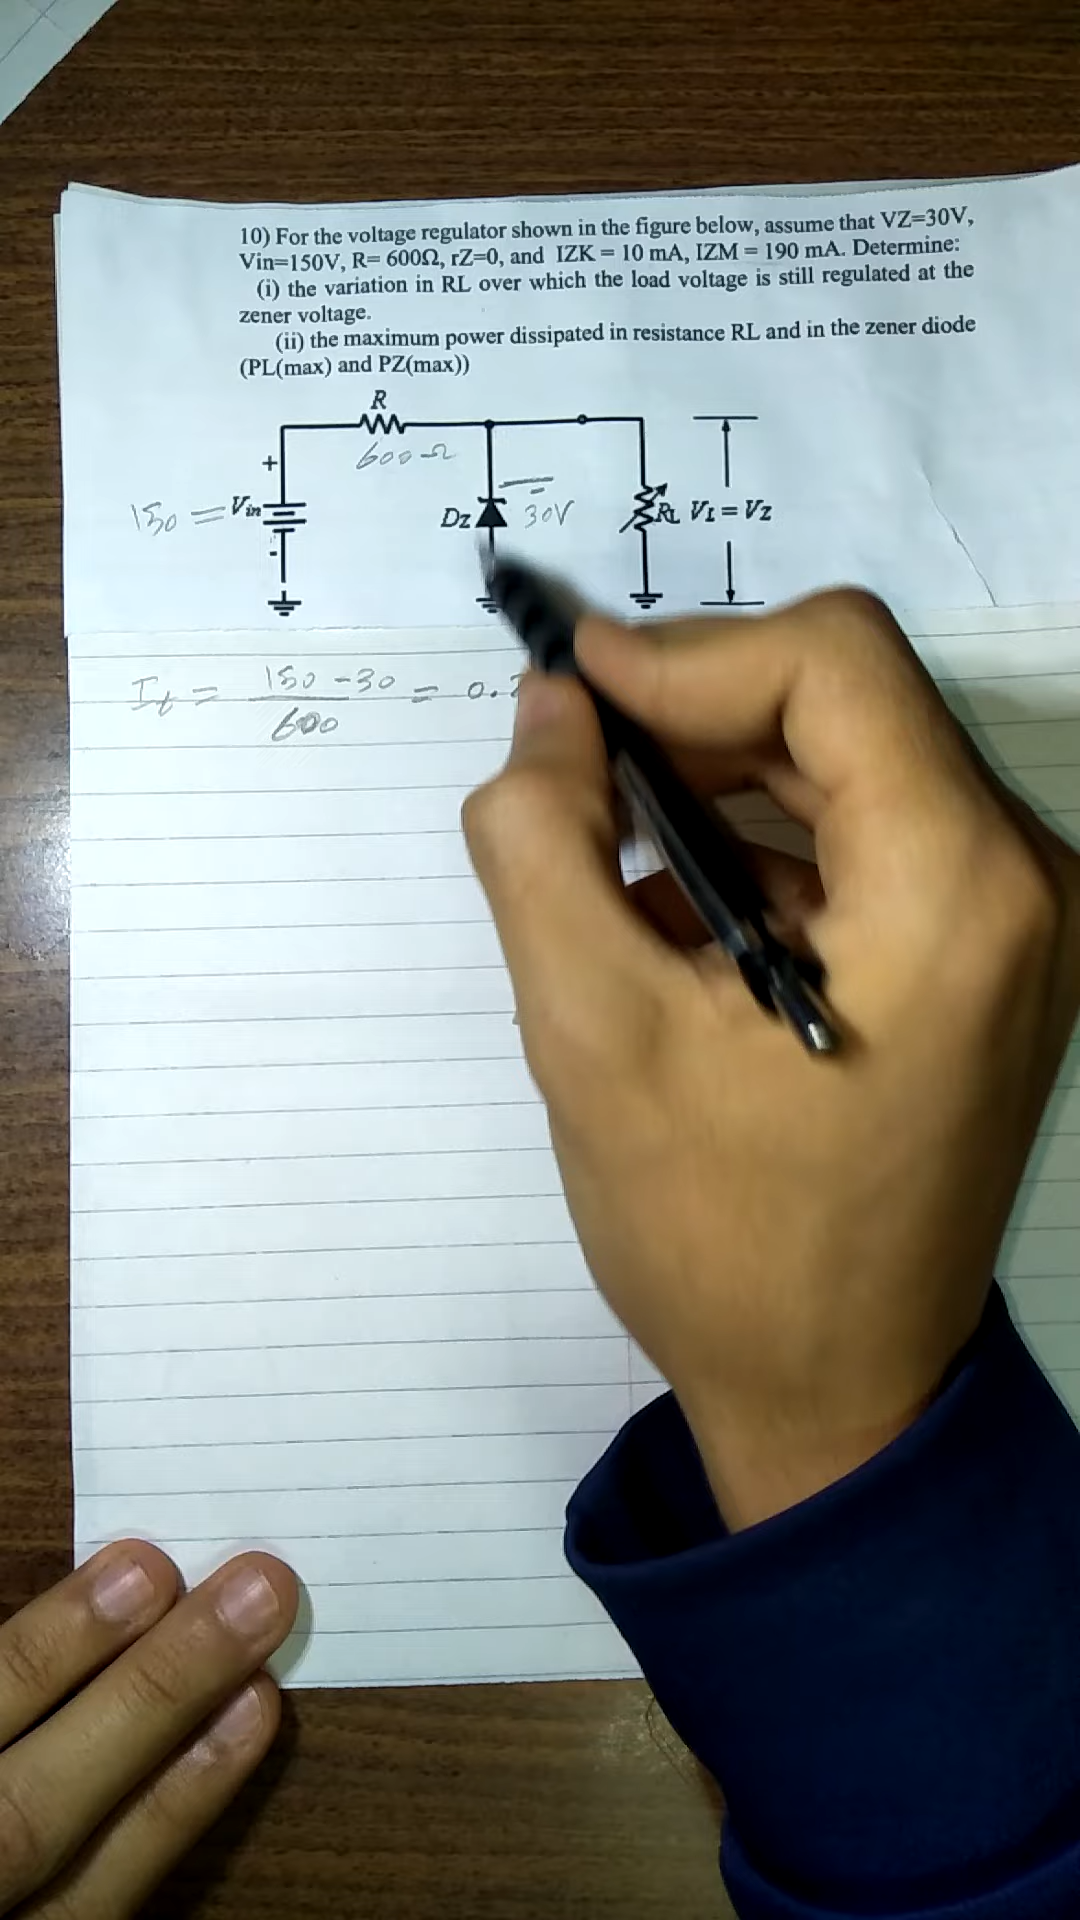 10) For the voltage regulator shown in the figure below, assume that VZ=30V,
Vin=150V, R= 600Ω, rZ=0, and IZK = 10 mA, IZM = 190 mA. Determine:
(i) the variation in RL over which the load voltage is still regulated at the
zener voltage.
(ii) the maximum power dissipated in resistance RL and in the zener diode
(PL(max) and PZ(max))
R
600Ω
+
150 = Vin
-
DZ
30V
RL VL = VZ
It = 150 - 30 / 600 = 0.